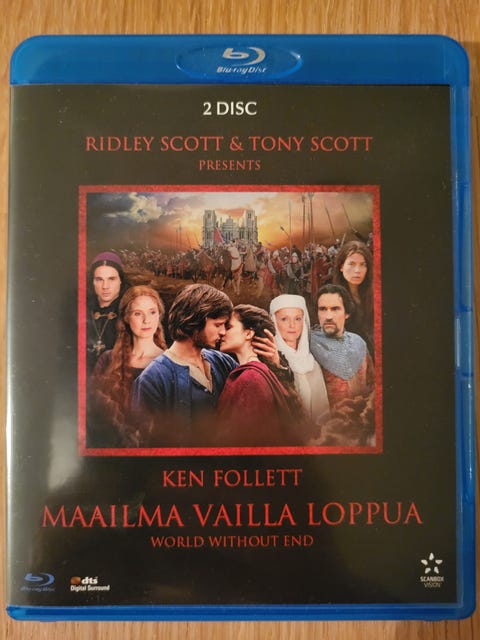 Blu-ray Disc
2 DISC
RIDLEY SCOTT & TONY SCOTT
PRESENTS
KEN FOLLETT
MAAILMA VAILLA LOPPUA
WORLD WITHOUT END
Blu-ray Disc
dts
Digital Surround
SCANBOX
VISION